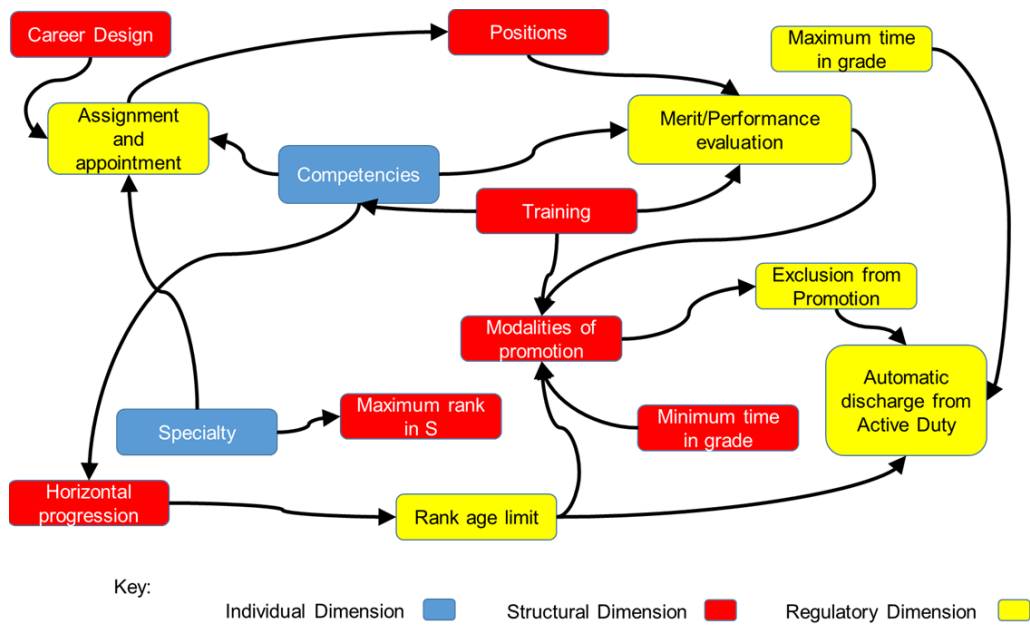 Career Design
Positions
Maximum time
in grade
Assignment
and
appointment
Merit/Performance
evaluation
Competencies
Training
Exclusion from
Promotion
Modalities of
promotion
Automatic
discharge from
Active Duty
Maximum rank
in S
Minimum time
in grade
Specialty
Horizontal
progression
Rank age limit
Key:
Individual Dimension
Structural Dimension
Regulatory Dimension